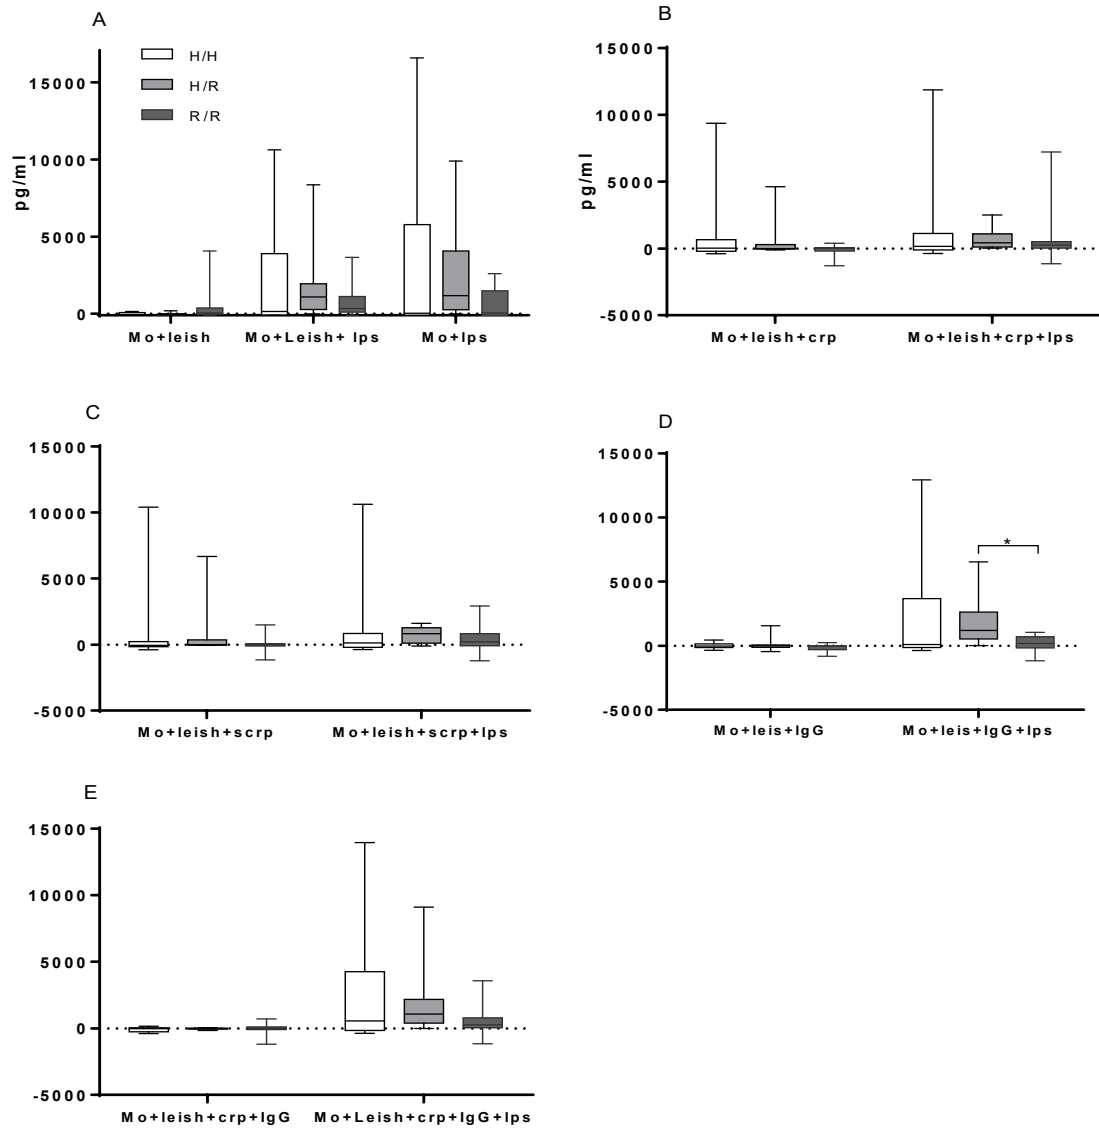 A
H/H
H/R
R/R
15000
10000
5000
0
pg/ml
Mo+leish Mo+Leish+ lps Mo+lps
B
15000
10000
5000
0
-5000
pg/ml
Mo+leish+crp Mo+leish+crp+lps
C
15000
10000
5000
0
-5000
Mo+leish+scrp Mo+leish+scrp+lps
D
15000
10000
5000
0
-5000
*
Mo+leis+IgG Mo+leis+IgG+lps
E
15000
10000
5000
0
-5000
Mo+leish+crp+IgG Mo+Leish+crp+IgG+lps